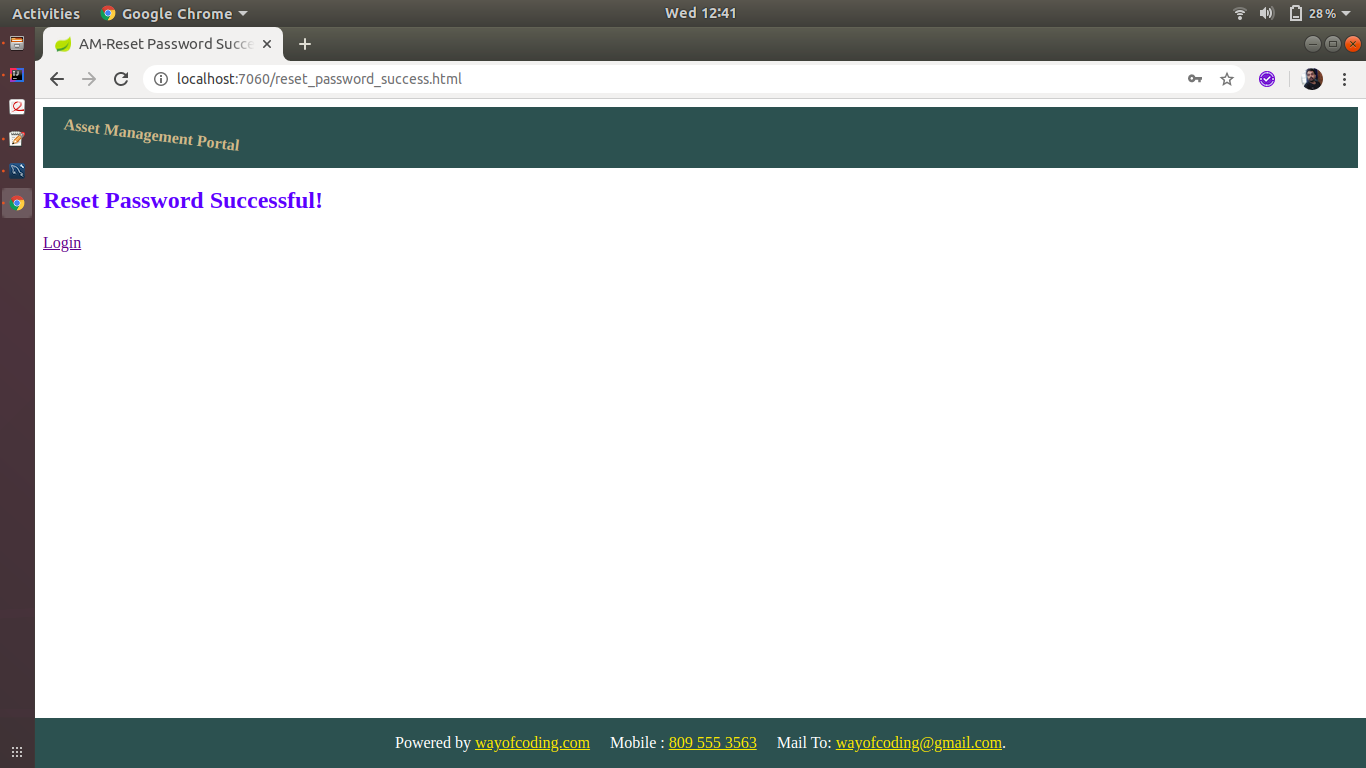 Activities Google Chrome Wed 12:41 28%
AM-Reset Password Succe
localhost:7060/reset_password_success.html
Asset Management Portal
Reset Password Successful!
Login
Powered by wayofcoding.com Mobile : 809 555 3563 Mail To: wayofcoding@gmail.com.